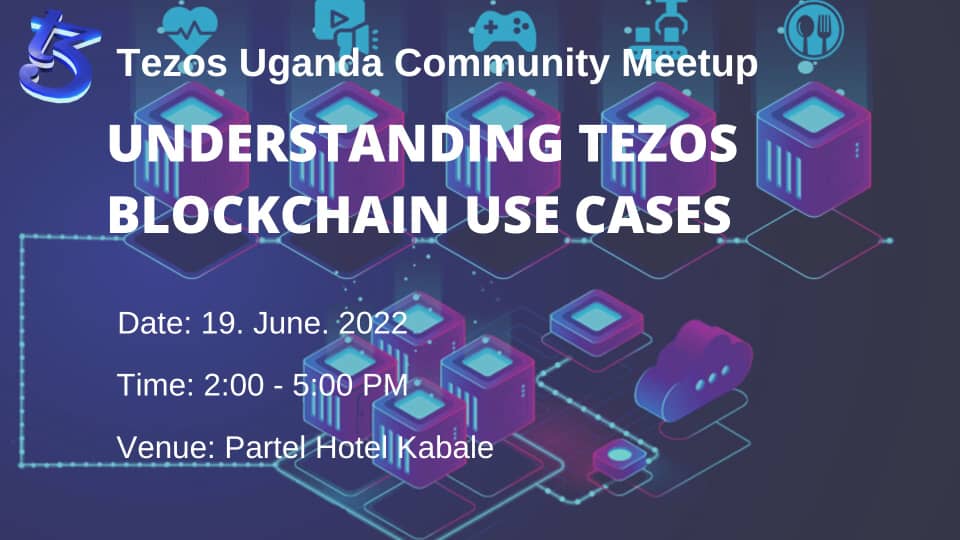 Tezos Uganda Community Meetup
UNDERSTANDING TEZOS
BLOCKCHAIN USE CASES
Date: 19. June. 2022
Time: 2:00 - 5:00 PM
Venue: Partel Hotel Kabale